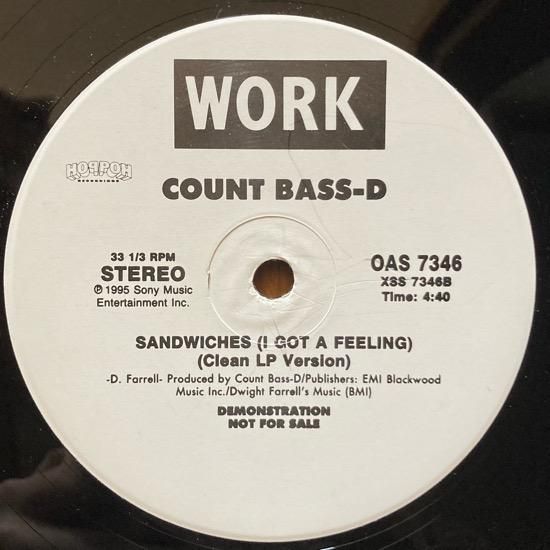 WORK
HOPPOH
RECORDINGS
COUNT BASS-D
33 1/3 RPM
STEREO
℗ 1995 Sony Music
Entertainment Inc.
OAS 7346
XSS 7346B
Time: 4:40
SANDWICHES (I GOT A FEELING)
(Clean LP Version)
-D. Farrell- Produced by Count Bass-D/Publishers: EMI Blackwood
Music Inc./Dwight Farrell's Music (BMI)
DEMONSTRATION
NOT FOR SALE